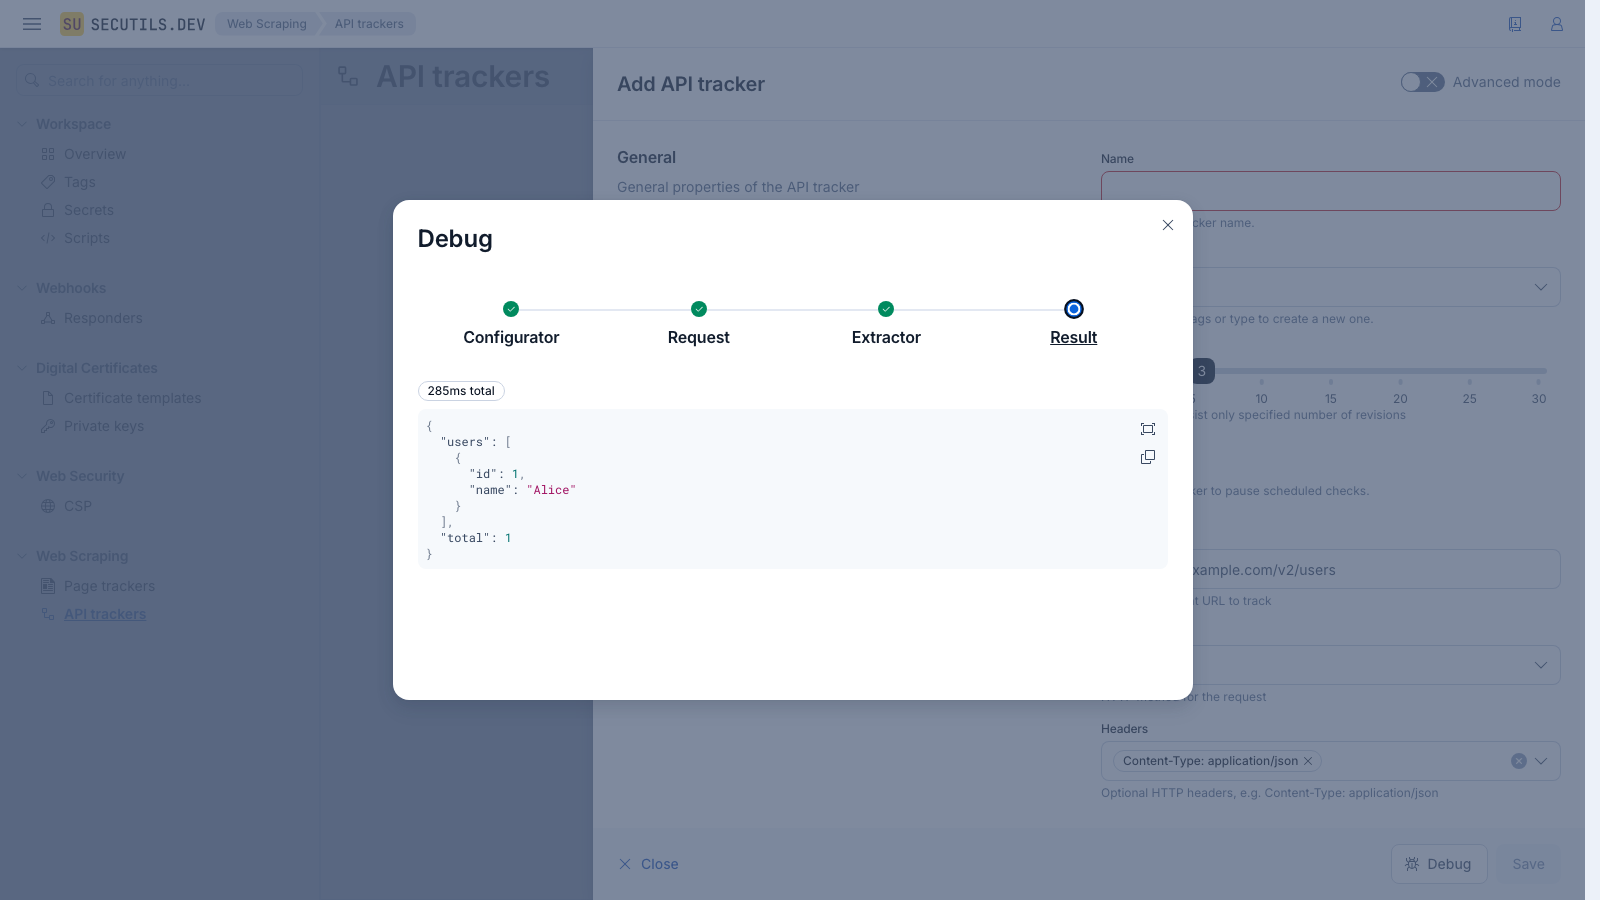 SU SECUTILS.DEV
Web Scraping
API trackers
Search for anything...
Workspace
Overview
Tags
Secrets
Scripts
Webhooks
Responders
Digital Certificates
Certificate templates
Private keys
Web Security
CSP
Web Scraping
Page trackers
API trackers
API trackers
Add API tracker
Advanced mode
General
General properties of the API tracker
Name
cker name.
ags or type to create a new one.
3
10 15 20 25 30
ist only specified number of revisions
ker to pause scheduled checks.
xample.com/v2/users
t URL to track
for the request
Headers
Content-Type: application/json
Optional HTTP headers, e.g. Content-Type: application/json
Close
Debug
Save
Debug
Configurator
Request
Extractor
Result
285ms total
{
"users": [
{
"id": 1,
"name": "Alice"
}
],
"total": 1
}